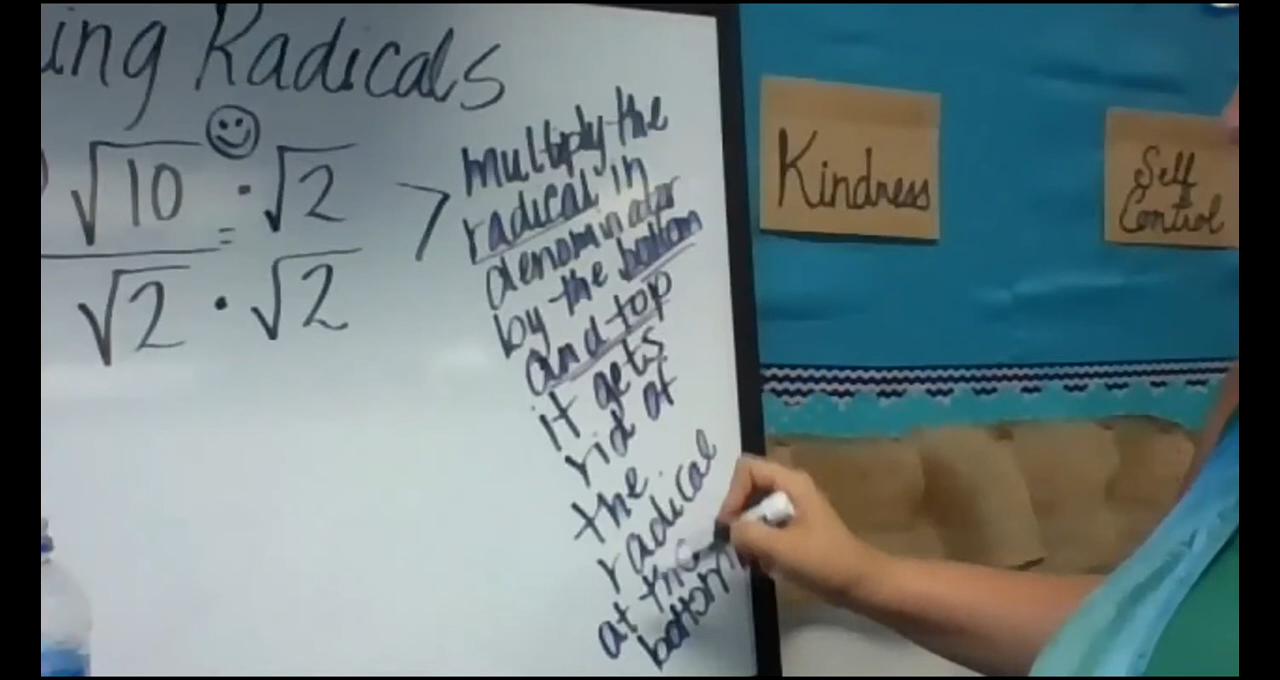 ing Radicals
√10 · √2
=
√2 · √2
>
multiply the
radical in
denominator
by the bottom
and top
it gets
rid of
the
radical
at the
bottom
Kindness
Self
Control